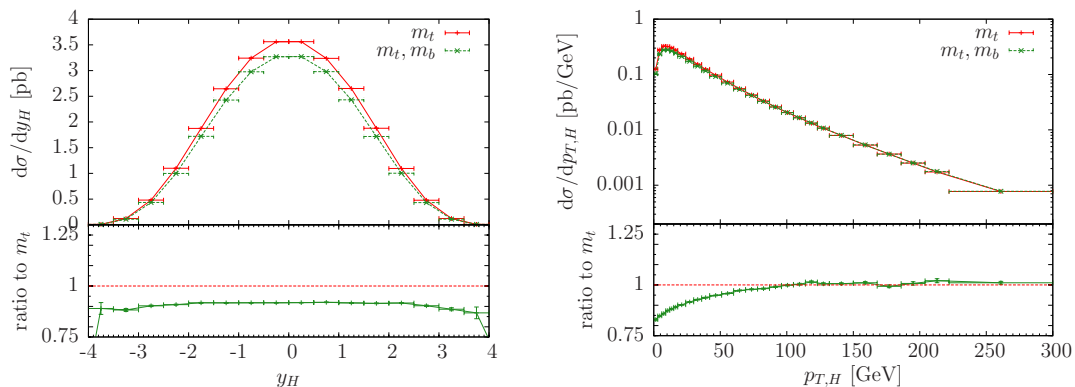 dσ/dy_H [pb]
4
3.5
3
2.5
2
1.5
1
0.5
0
m_t
m_t, m_b
ratio to m_t
1.25
1
0.75
-4 -3 -2 -1 0 1 2 3 4
y_H
dσ/dp_{T,H} [pb/GeV]
1
0.1
0.01
0.001
m_t
m_t, m_b
ratio to m_t
1.25
1
0.75
0 50 100 150 200 250 300
p_{T,H} [GeV]